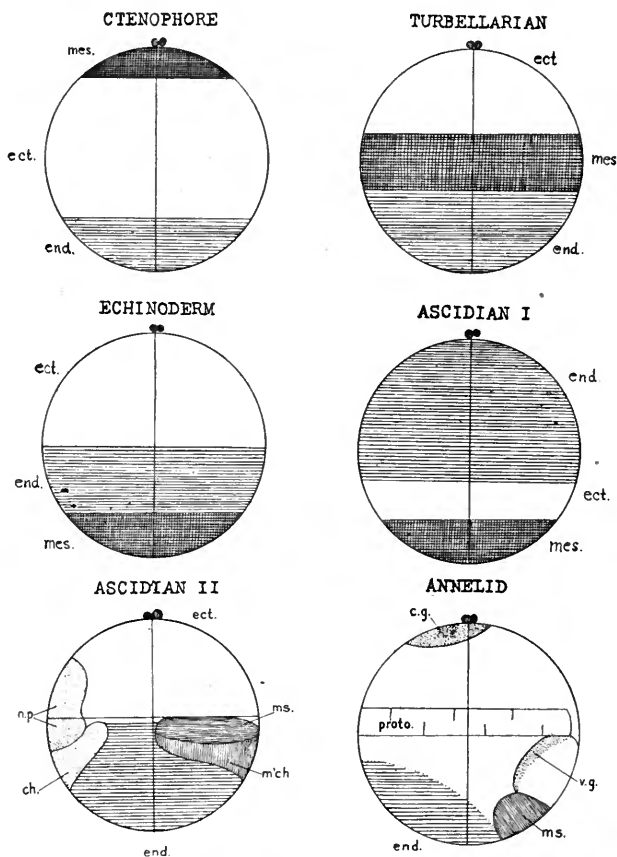 CTENOPHORE
mes.
ect.
end.
TURBELLARIAN
ect
mes
end.
ECHINODERM
ect.
end.
mes.
ASCIDIAN I
end.
ect.
mes.
ASCIDIAN II
ect.
n.p.
ms.
m'ch
ch.
end.
ANNELID
c.g.
proto.
v.g.
ms.
end.